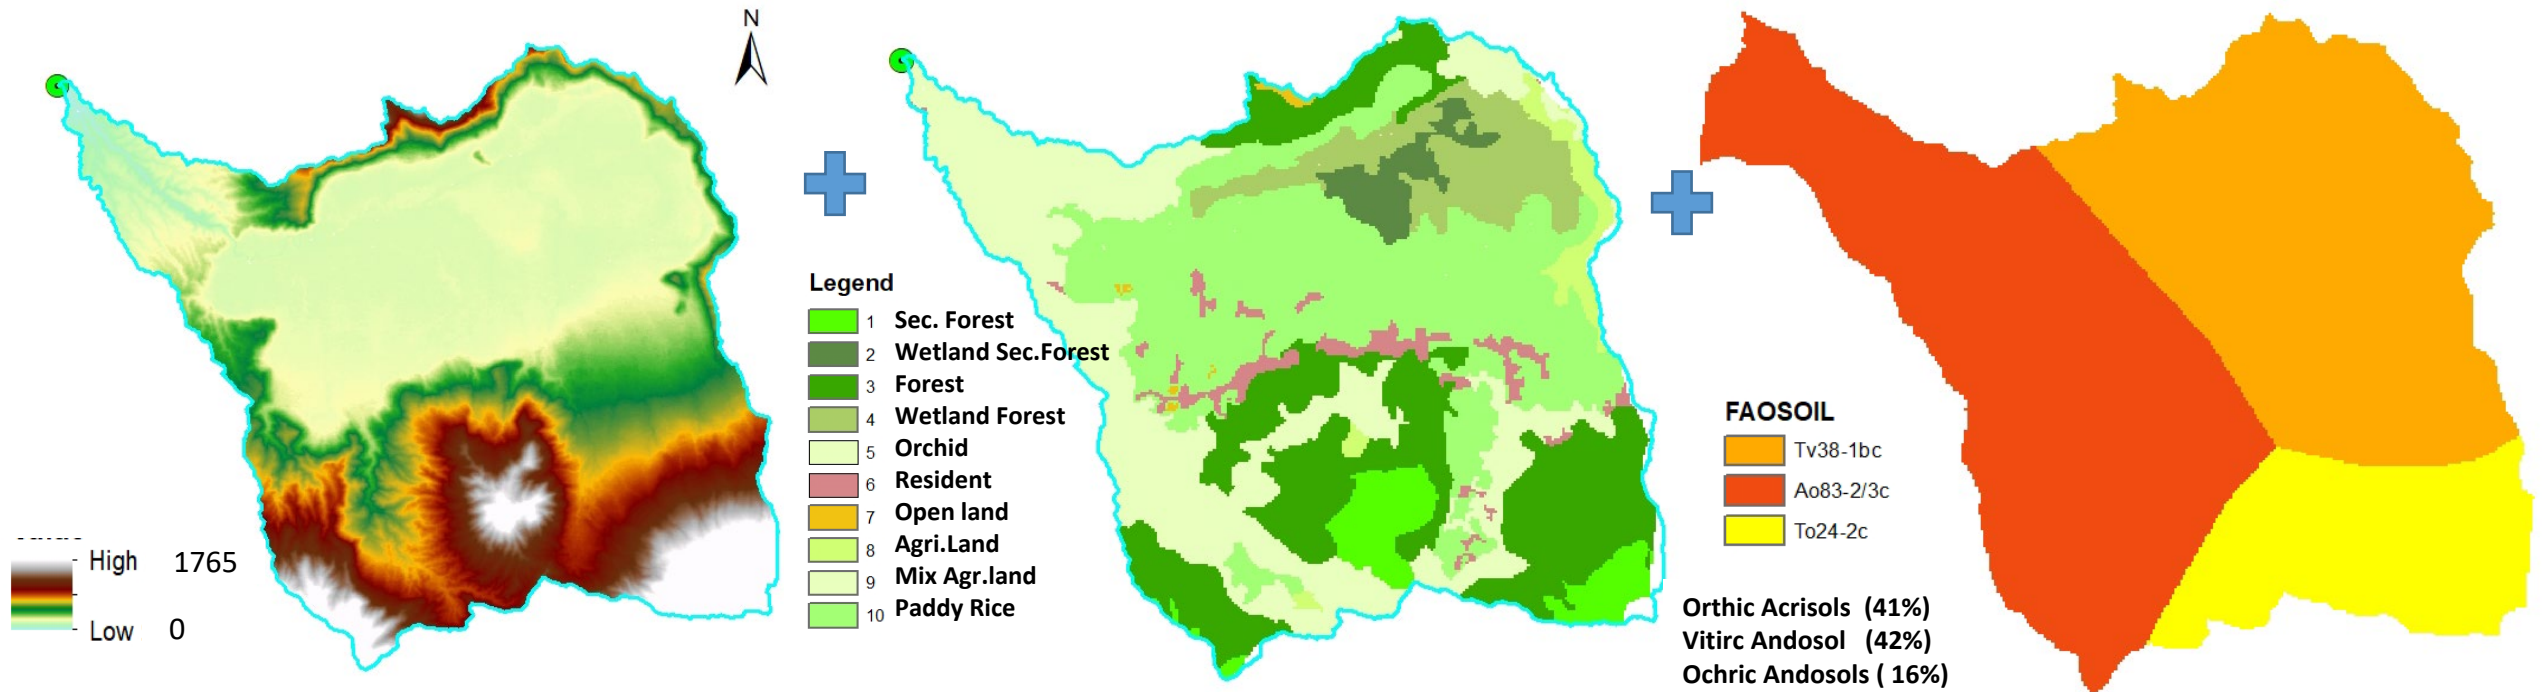 N
High 1765
Low 0
Legend
1 Sec. Forest
2 Wetland Sec.Forest
3 Forest
4 Wetland Forest
5 Orchid
6 Resident
7 Open land
8 Agri.Land
9 Mix Agr.land
10 Paddy Rice
FAOSOIL
Tv38-1bc
Ao83-2/3c
To24-2c
Orthic Acrisols (41%)
Vitirc Andosol (42%)
Ochric Andosols ( 16%)